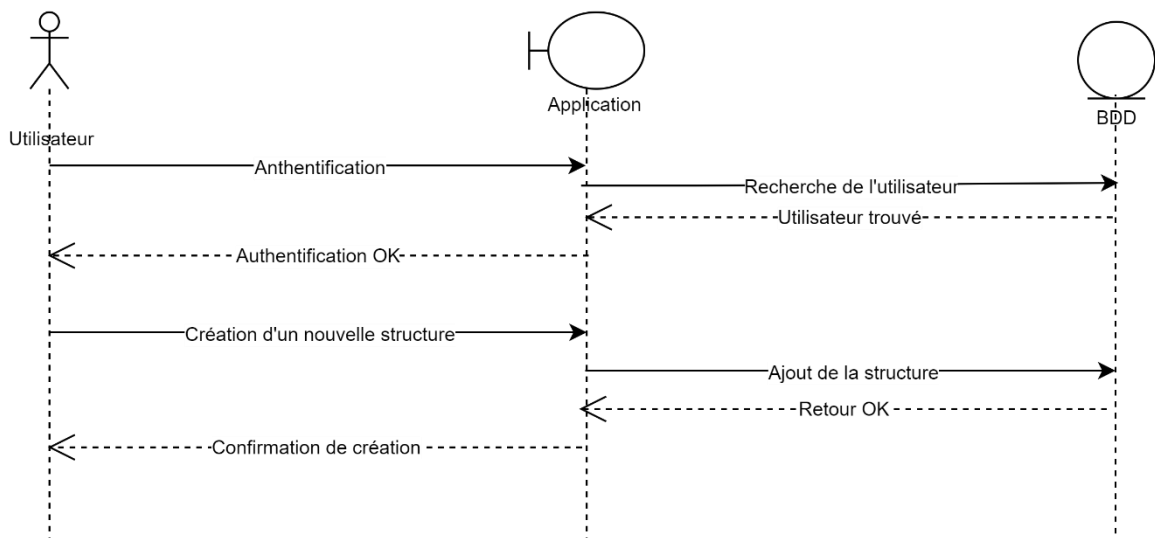 Application
BDD
Utilisateur
Anthentification
Recherche de l'utilisateur
Utilisateur trouvé
Authentification OK
Création d'un nouvelle structure
Ajout de la structure
Retour OK
Confirmation de création